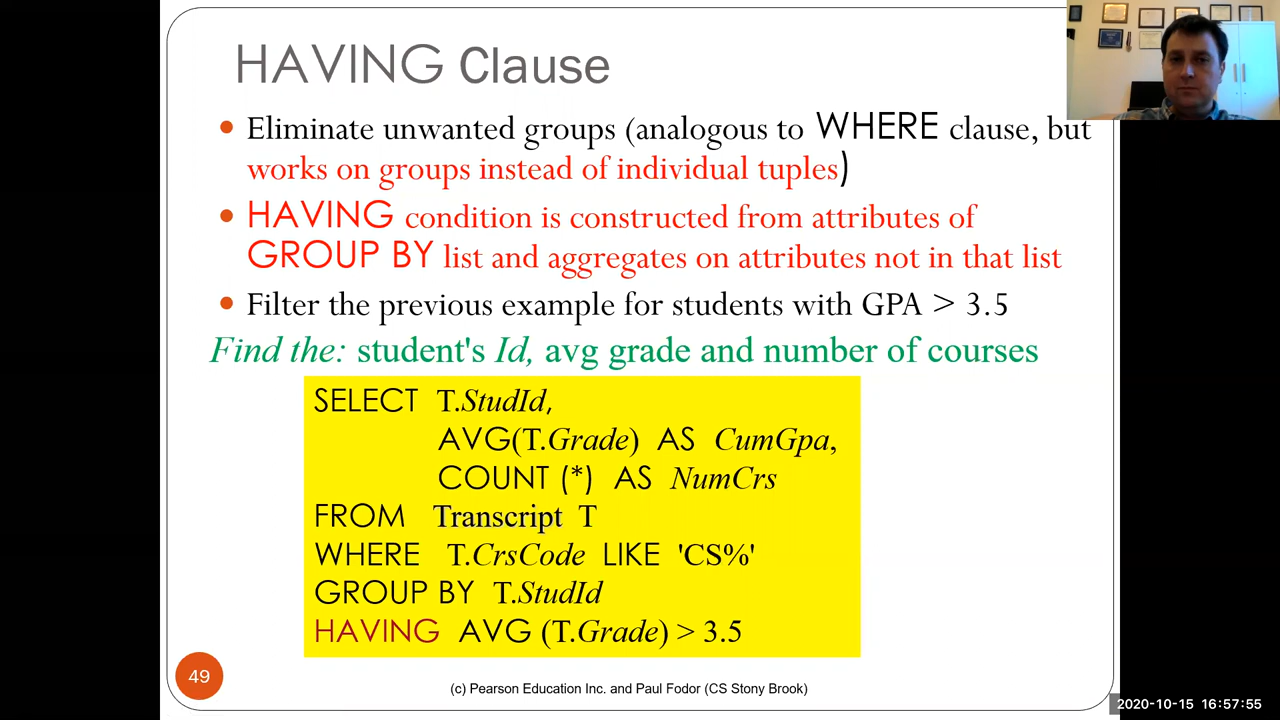 HAVING Clause
Eliminate unwanted groups (analogous to WHERE clause, but
works on groups instead of individual tuples)
HAVING condition is constructed from attributes of
GROUP BY list and aggregates on attributes not in that list
Filter the previous example for students with GPA > 3.5
Find the: student's Id, avg grade and number of courses
SELECT T.StudId,
AVG(T.Grade) AS CumGpa,
COUNT (*) AS NumCrs
FROM Transcript T
WHERE T.CrsCode LIKE 'CS%'
GROUP BY T.StudId
HAVING AVG (T.Grade) > 3.5
49
(c) Pearson Education Inc. and Paul Fodor (CS Stony Brook)
2020-10-15 16:57:55